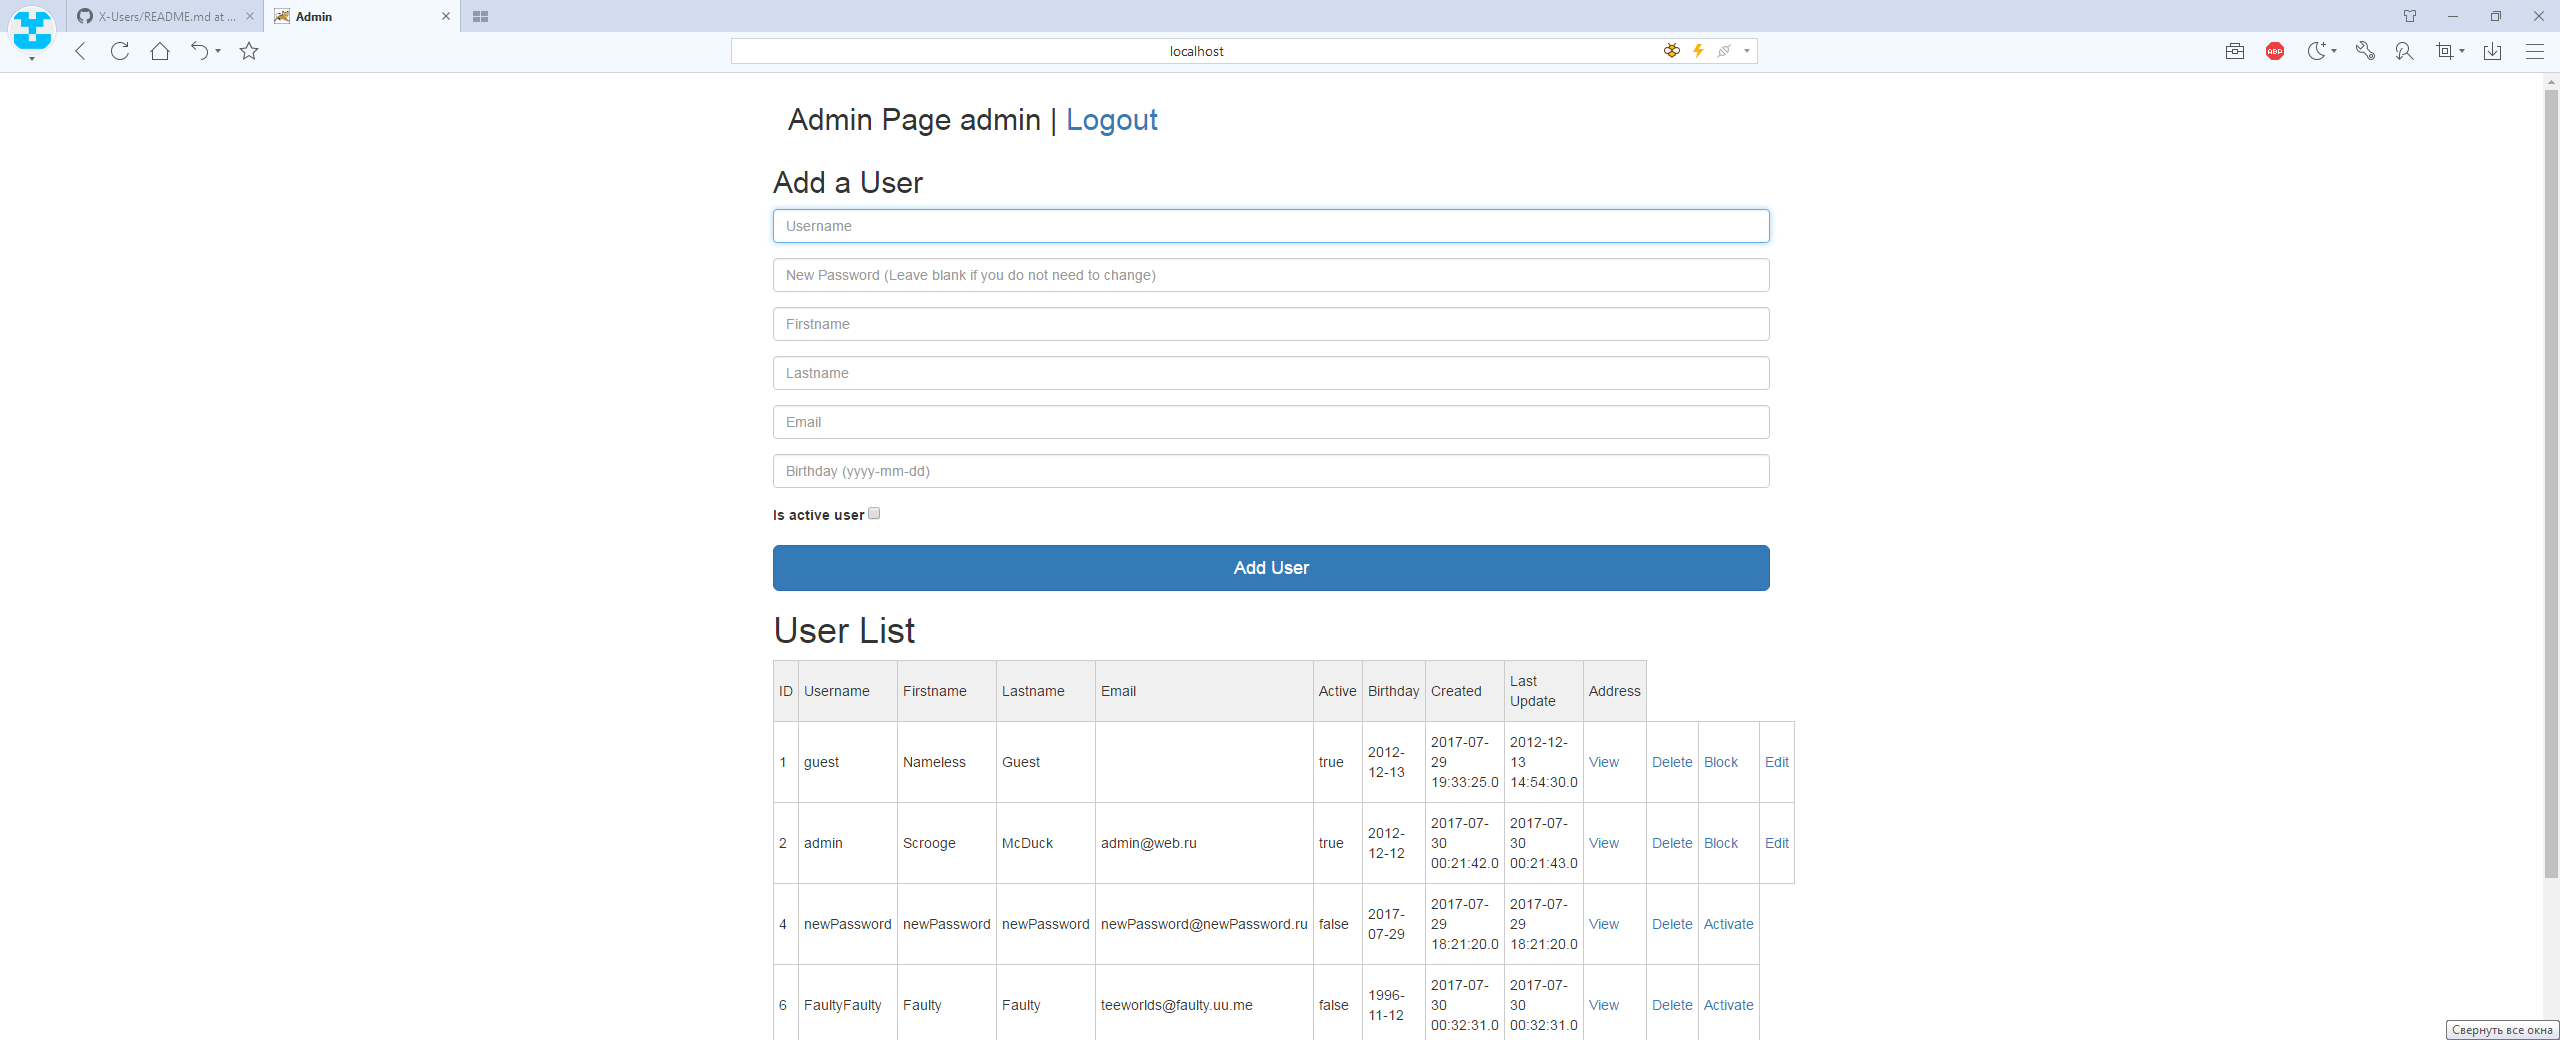 X-Users/README.md at ...
Admin
localhost
ABP
Admin Page admin | Logout
Add a User
Username
New Password (Leave blank if you do not need to change)
Firstname
Lastname
Email
Birthday (yyyy-mm-dd)
Is active user
Add User
User List
ID Username Firstname Lastname Email Active Birthday Created Last Update Address
1 guest Nameless Guest true 2012-12-13 2017-07-29 19:33:25.0 2012-12-13 14:54:30.0 View Delete Block Edit
2 admin Scrooge McDuck admin@web.ru true 2012-12-12 2017-07-30 00:21:42.0 2017-07-30 00:21:43.0 View Delete Block Edit
4 newPassword newPassword newPassword newPassword@newPassword.ru false 2017-07-29 2017-07-29 18:21:20.0 2017-07-29 18:21:20.0 View Delete Activate
6 FaultyFaulty Faulty Faulty teeworlds@faulty.uu.me false 1996-11-12 2017-07-30 00:32:31.0 2017-07-30 00:32:31.0 View Delete Activate
Свернуть все окна